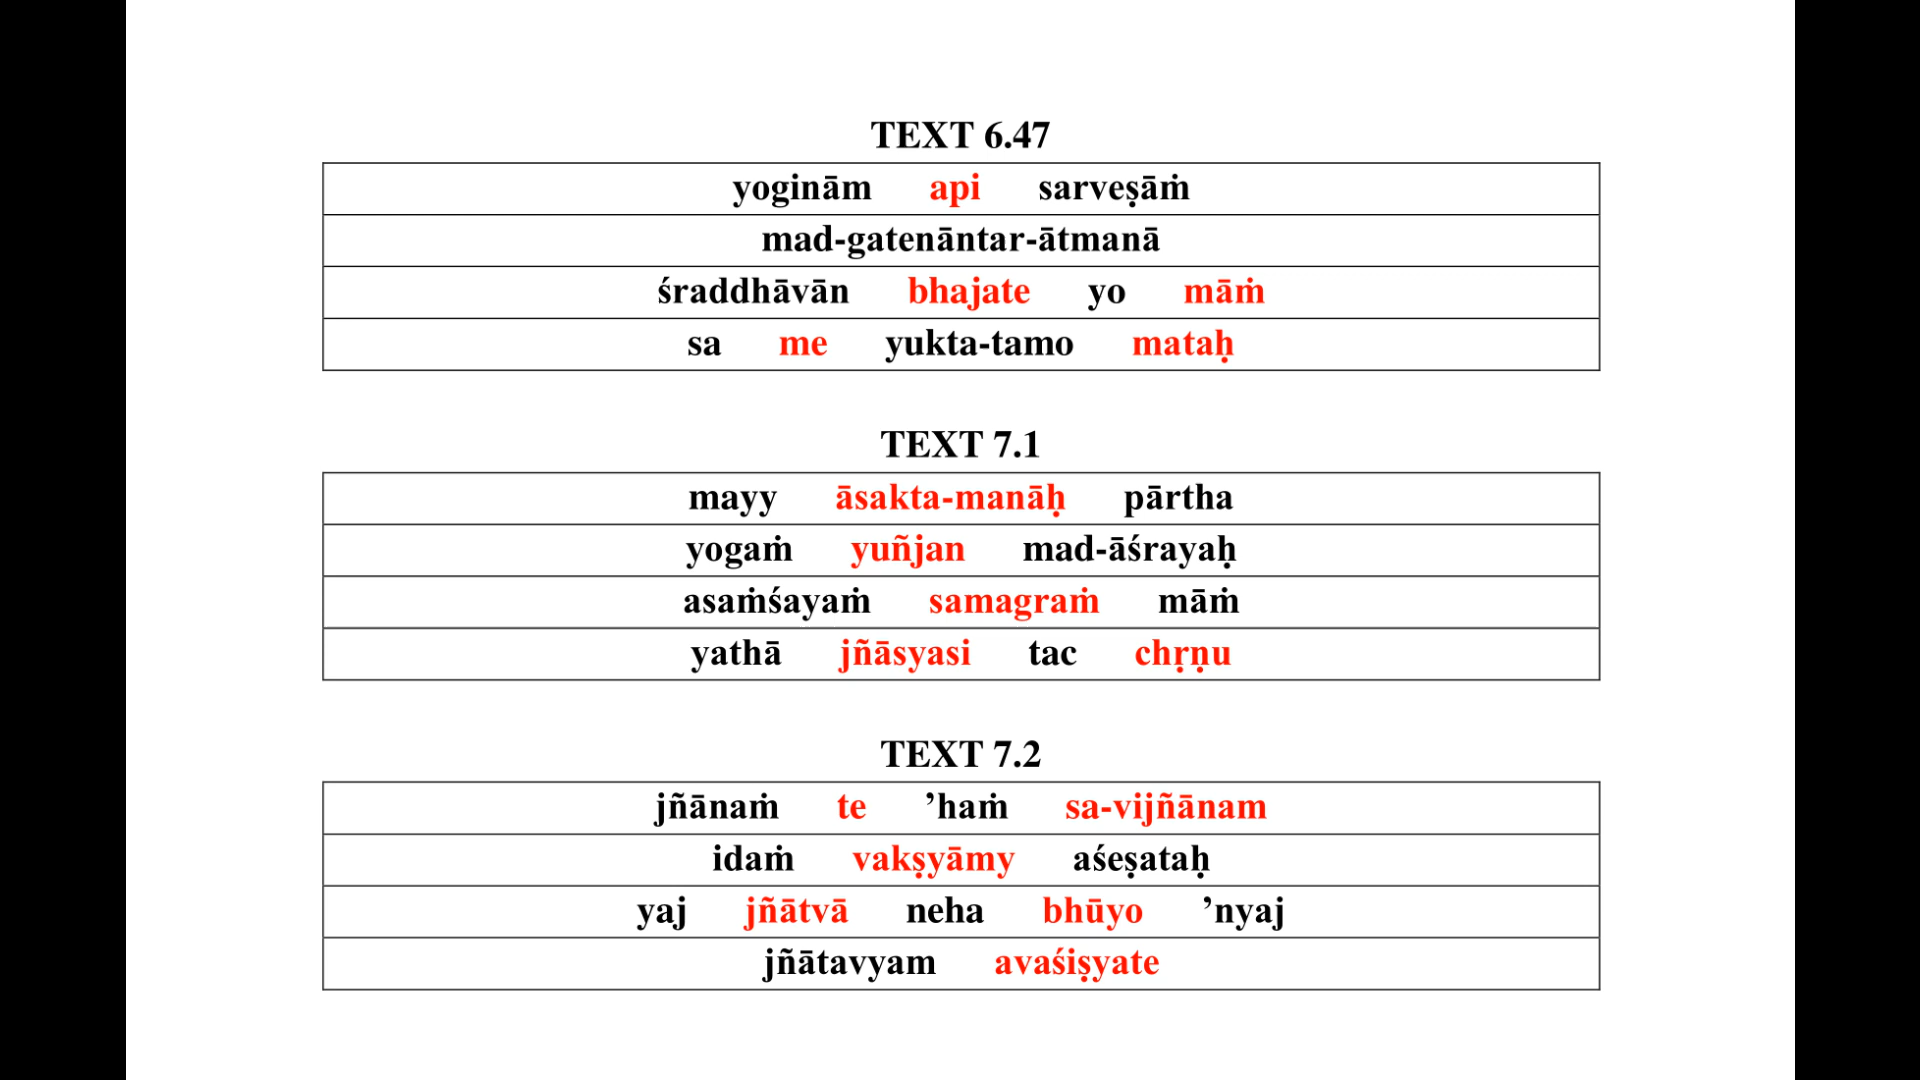 TEXT 6.47
yoginām api sarveṣāṁ
mad-gatenāntar-ātmanā
śraddhāvān bhajate yo māṁ
sa me yukta-tamo mataḥ
TEXT 7.1
mayy āsakta-manāḥ pārtha
yogaṁ yuñjan mad-āśrayaḥ
asaṁśayaṁ samagraṁ māṁ
yathā jñāsyasi tac chṛṇu
TEXT 7.2
jñānaṁ te ’haṁ sa-vijñānam
idaṁ vakṣyāmy aśeṣataḥ
yaj jñātvā neha bhūyo ’nyaj
jñātavyam avaśiṣyate